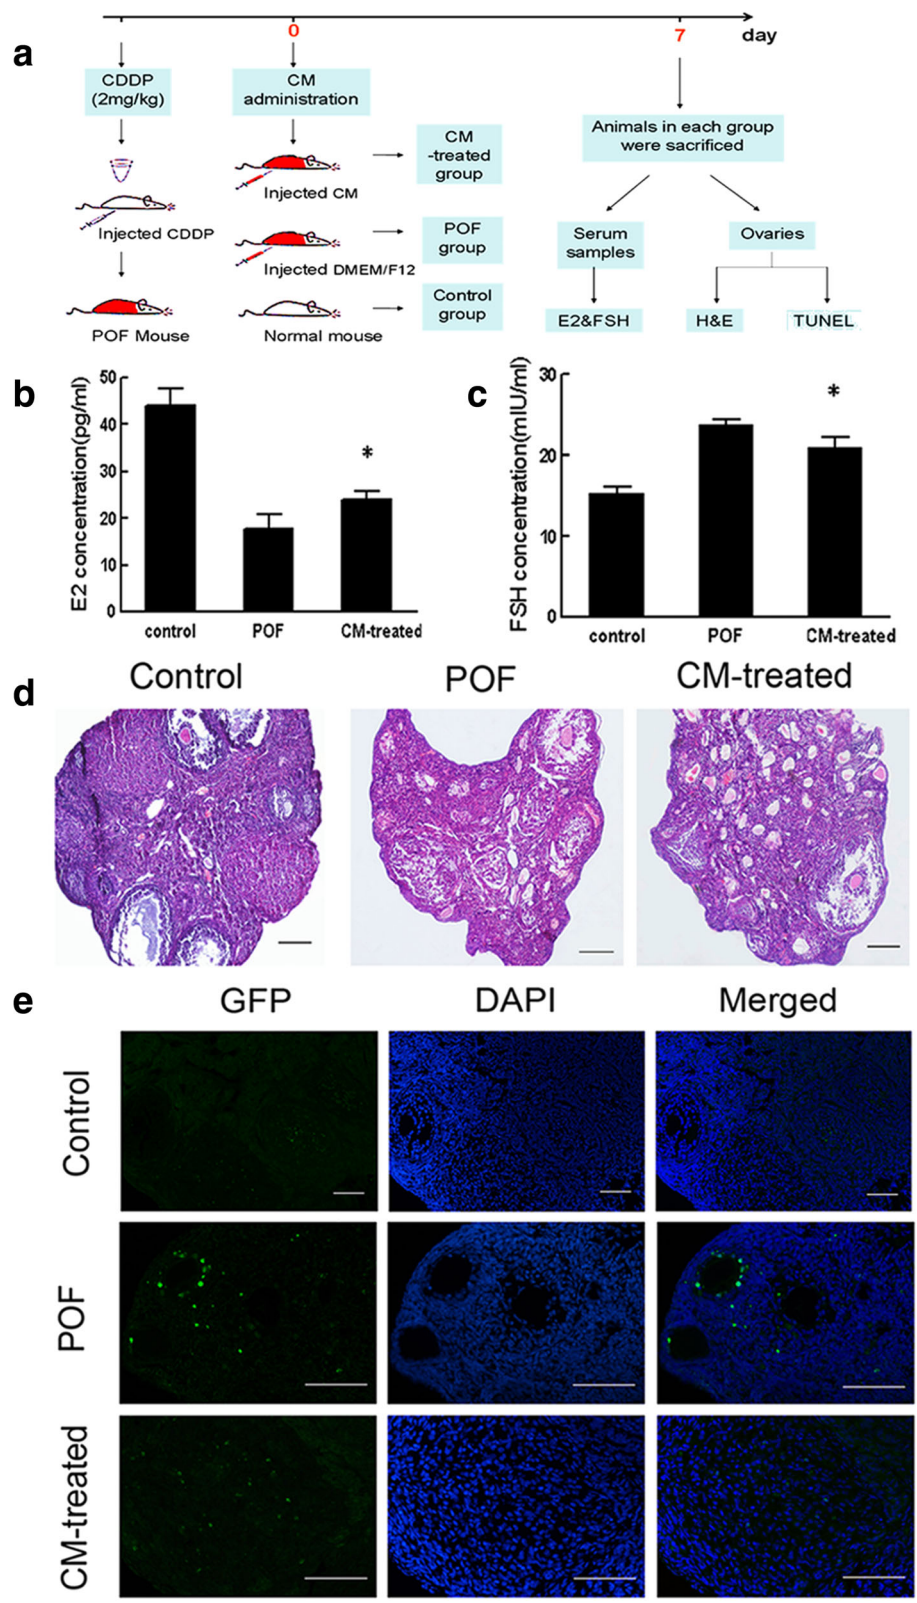 a
0
7
day
CDDP
(2mg/kg)
CM
administration
Animals in each group
were sacrificed
CM
-treated
group
Injected CM
Injected CDDP
POF
group
Injected DMEM/F12
Serum
samples
Ovaries
Control
group
POF Mouse
Normal mouse
E2&FSH
H&E
TUNEL
b
E2 concentration(pg/ml)
50
40
30
20
10
0
*
control
POF
CM-treated
c
FSH concentration(mIU/ml)
30
20
10
0
*
control
POF
CM-treated
d
Control
POF
CM-treated
e
GFP
DAPI
Merged
Control
POF
CM-treated